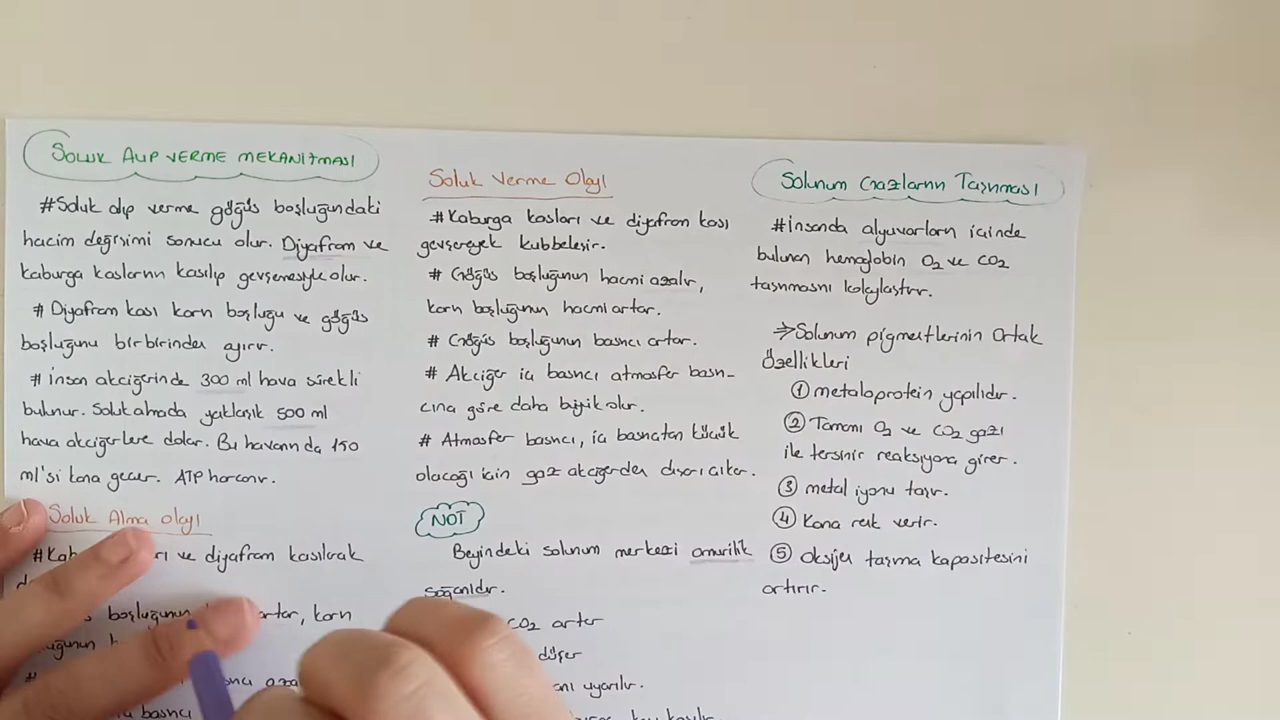 SOLUK ALIP VERME MEKANİZMASI
#Soluk alıp verme göğüs boşluğundaki
hacim değişimi sonucu olur. Diyafram ve
kaburga kaslarının kasılıp gevşemesiyle olur.
# Diyafram kası karın boşluğu ve göğüs
boşluğunu birbirinden ayırır.
# insan akciğerinde 300 ml hava sürekli
bulunur. Soluk almada yaklaşık 500 ml
hava akciğerlere dolar. Bu havanın da 150
ml'si kana geçer. ATP harcanır.
Soluk Alma olayı
ve diyafram kasılarak
boşluğunun artar, karın
#
basıncı
Soluk Verme Olayı
#Kaburga kasları ve diyafram kası
gevşeyerek kubbeleşir.
# Göğüs boşluğunun hacmi azalır,
karın boşluğunun hacmi artar.
# Göğüs boşluğunun basıncı artar.
# Akciğer iç basıncı atmosfer basın-
cına göre daha büyük olur.
# Atmosfer basıncı, iç basınçtan küçük
olacağı için gaz akciğerden dışarı çıkar.
NOT
Beyindeki solunum merkezi omurilik
soğanıdır.
CO2 artar
düşer
uyarılır.
Solunum Gazlarının Taşınması
#İnsanda alyuvarların içinde
bulunan hemoglobin O2 ve CO2
taşınmasını kolaylaştırır.
⇒Solunum pigmentlerinin Ortak
Özellikleri
① metaloprotein yapılıdır.
② Tamamı O2 ve CO2 gazı
ile tersinir reaksiyona girer.
③ metal iyonu taşır.
④ Kana renk verir.
⑤ Oksijen taşıma kapasitesini
artırır.